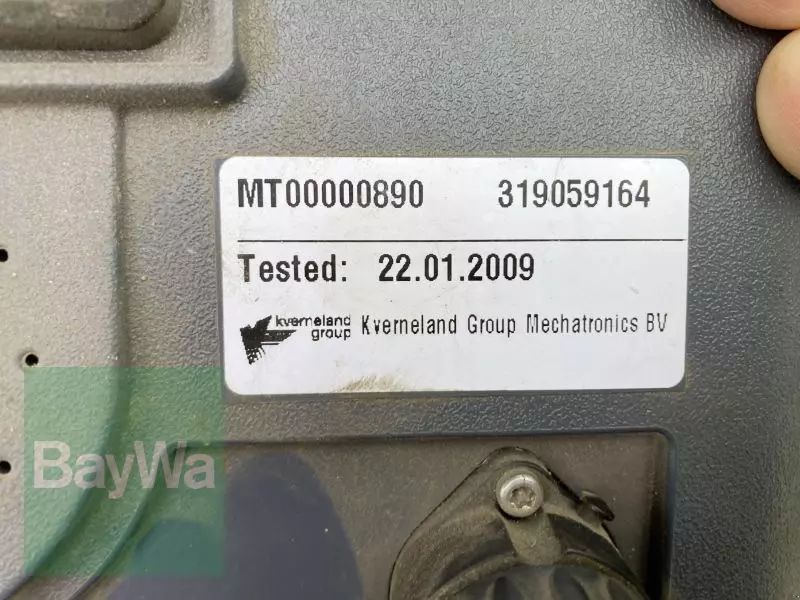 MT00000890 319059164
Tested: 22.01.2009
kverneland
group
Kverneland Group Mechatronics BV
BayWa